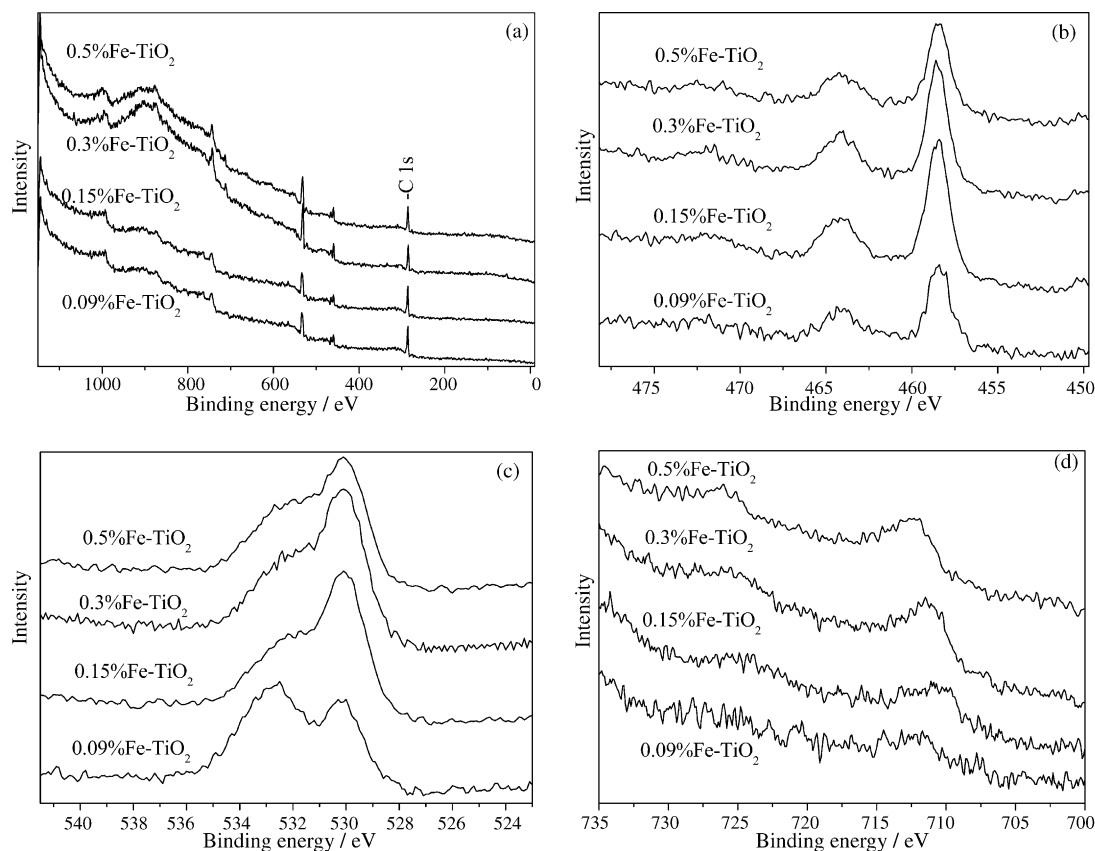 (a)
0.5%Fe-TiO2
0.3%Fe-TiO2
0.15%Fe-TiO2
0.09%Fe-TiO2
-C 1s
Intensity
1000 800 600 400 200 0
Binding energy / eV
(b)
0.5%Fe-TiO2
0.3%Fe-TiO2
0.15%Fe-TiO2
0.09%Fe-TiO2
Intensity
475 470 465 460 455 450
Binding energy / eV
(c)
0.5%Fe-TiO2
0.3%Fe-TiO2
0.15%Fe-TiO2
0.09%Fe-TiO2
Intensity
540 538 536 534 532 530 528 526 524
Binding energy / eV
(d)
0.5%Fe-TiO2
0.3%Fe-TiO2
0.15%Fe-TiO2
0.09%Fe-TiO2
Intensity
735 730 725 720 715 710 705 700
Binding energy / eV